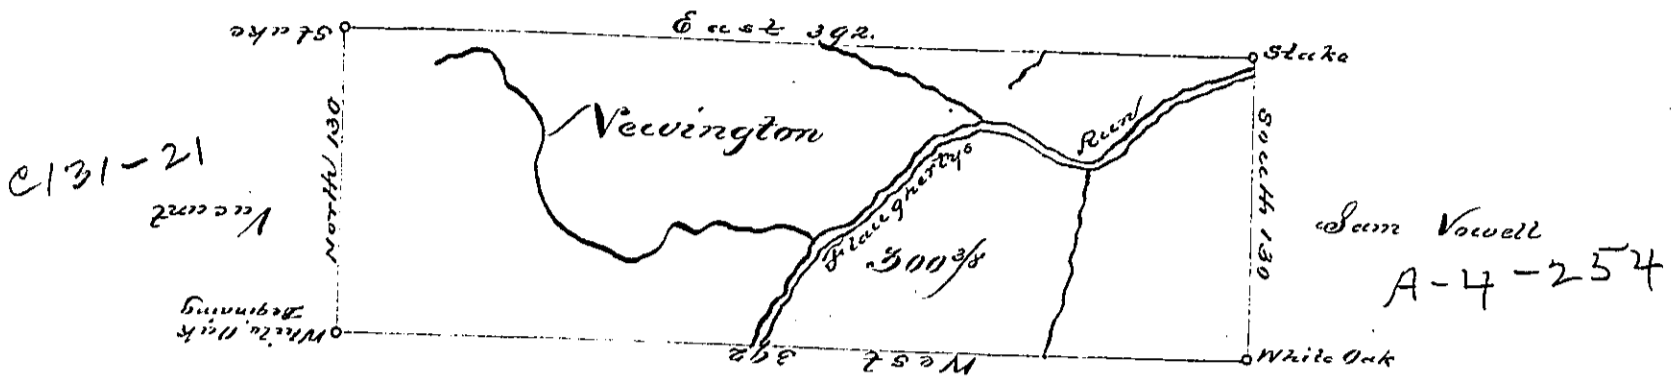 East 392.
Stake
Stake
North 130
South 130
Newington
Run
Flaugherty's
300 3/8
C131-21
Vacant
Sam Vowell
A-4-254
White Oak
Beginning
West 392
White Oak